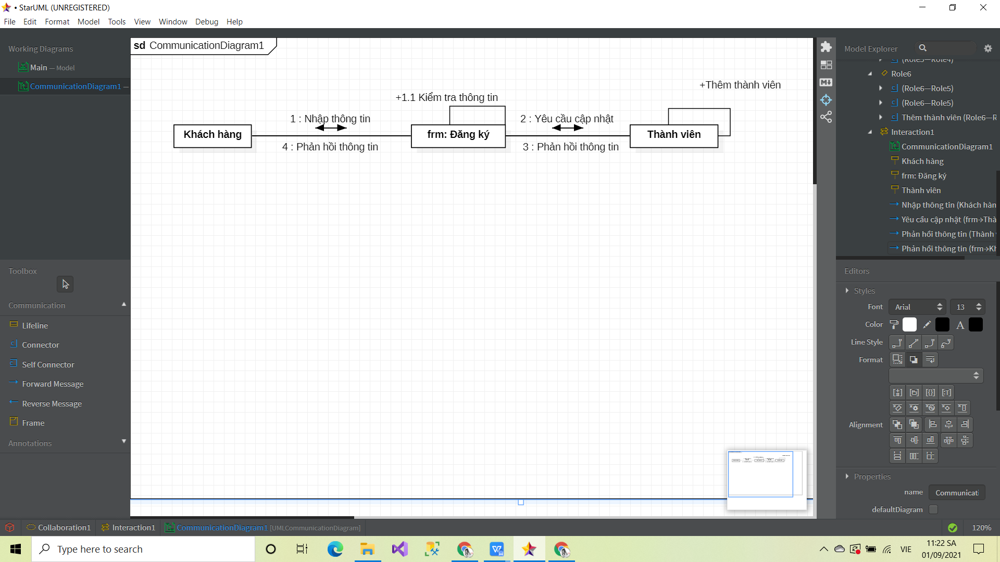 • StarUML (UNREGISTERED)
File Edit Format Model Tools View Window Debug Help
Working Diagrams
Main — Model
CommunicationDiagram1 —
Toolbox
Communication
Lifeline
Connector
Self Connector
Forward Message
Reverse Message
Frame
Annotations
sd CommunicationDiagram1
+Thêm thành viên
+1.1 Kiểm tra thông tin
1 : Nhập thông tin
2 : Yêu cầu cập nhật
Khách hàng
frm: Đăng ký
Thành viên
4 : Phản hồi thông tin
3 : Phản hồi thông tin
Model Explorer
(Role5—Role4)
Role6
(Role6—Role5)
(Role6—Role5)
Thêm thành viên (Role6—R
Interaction1
CommunicationDiagram1
Khách hàng
frm: Đăng ký
Thành viên
Nhập thông tin (Khách hàn
Yêu cầu cập nhật (frm→Thà
Phản hồi thông tin (Thành
Phản hồi thông tin (frm→Kh
Editors
Styles
Font Arial 13
Color
Line Style
Format
Alignment
Properties
name Communicati
defaultDiagram
Collaboration1 Interaction1 CommunicationDiagram1 [UMLCommunicationDiagram] 120%
Type here to search
VIE
11:22 SA
01/09/2021